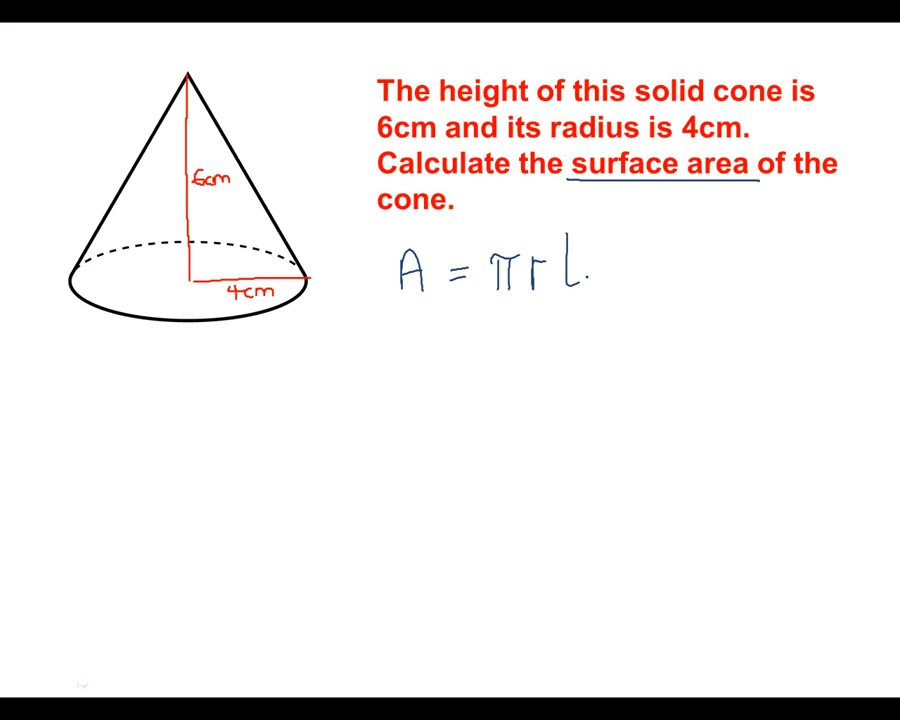 The height of this solid cone is
6cm and its radius is 4cm.
Calculate the surface area of the
cone.
6cm
4cm
A = πrl.